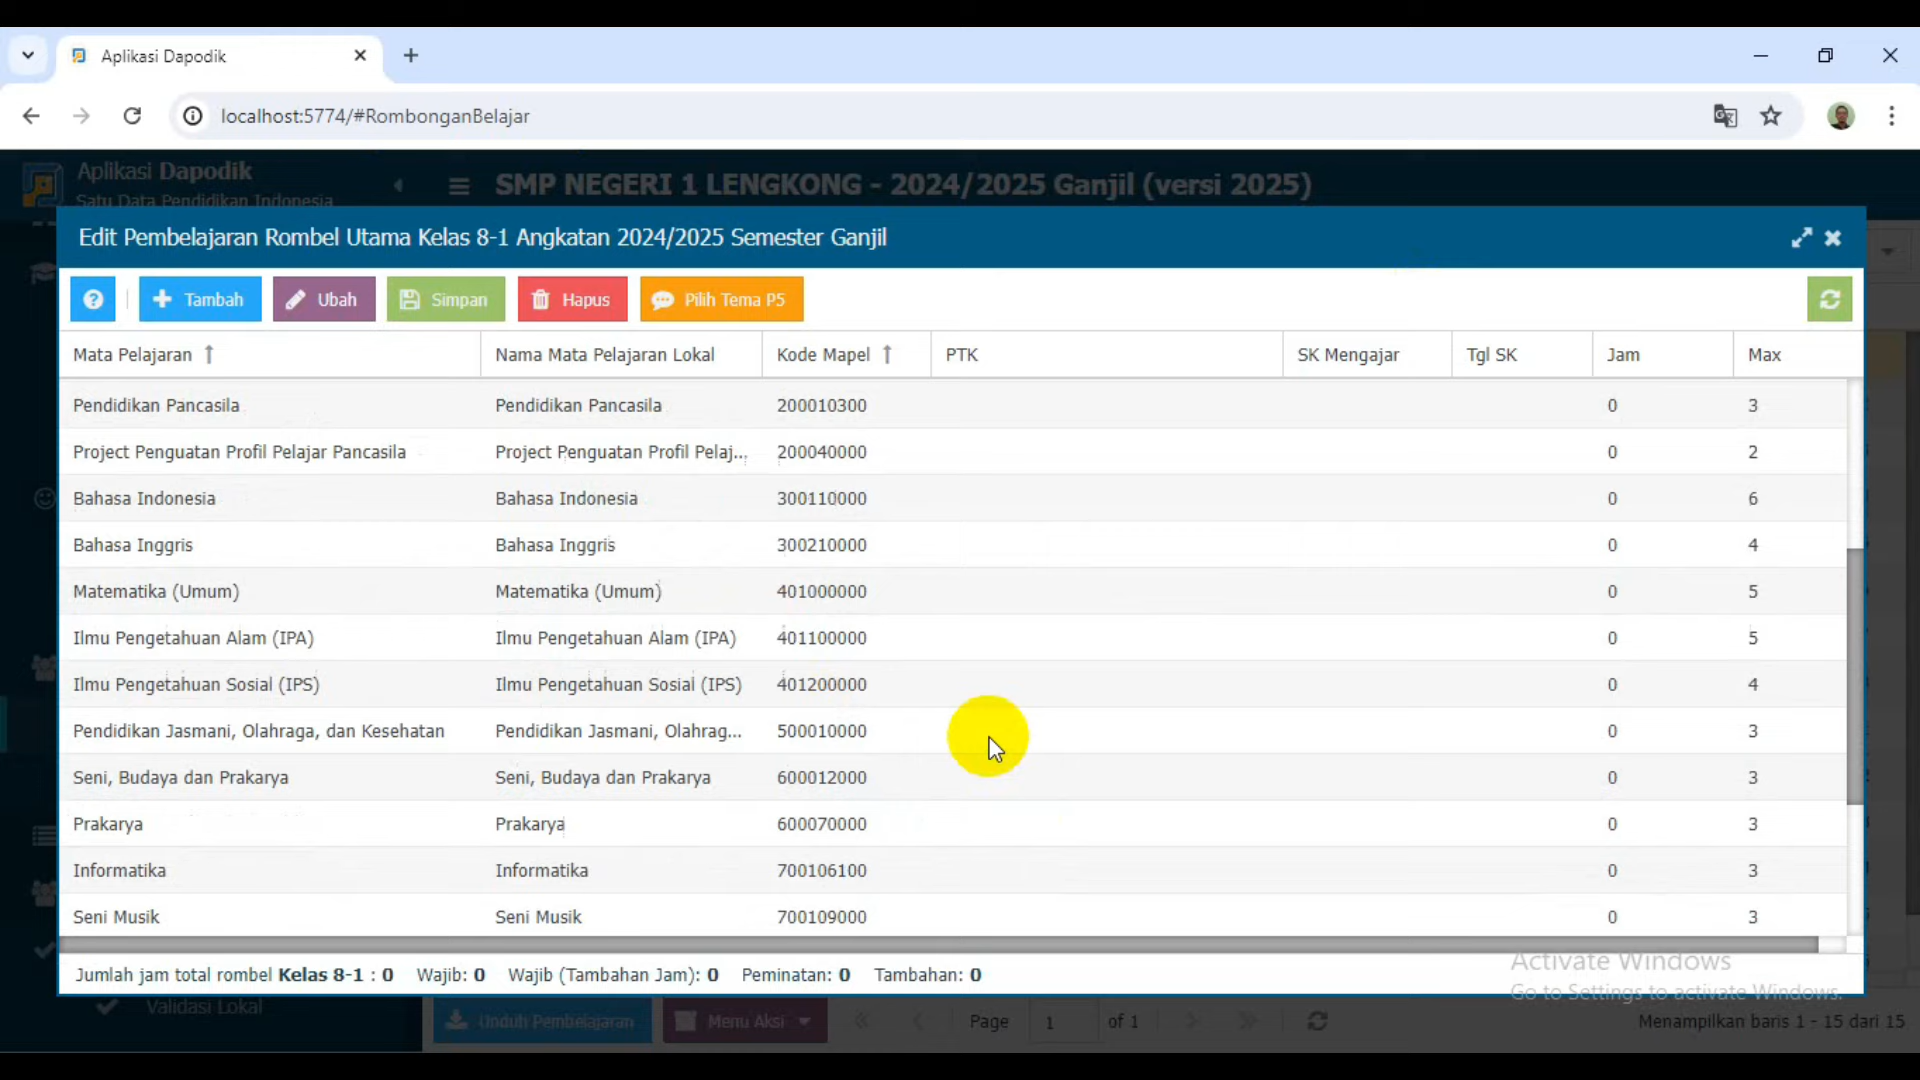 Aplikasi Dapodik
localhost:5774/#RombonganBelajar
Aplikasi Dapodik
Satu Data Pendidikan Indonesia
SMP NEGERI 1 LENGKONG - 2024/2025 Ganjil (versi 2025)
Edit Pembelajaran Rombel Utama Kelas 8-1 Angkatan 2024/2025 Semester Ganjil
? Tambah Ubah Simpan Hapus Pilih Tema P5
Mata Pelajaran Nama Mata Pelajaran Lokal Kode Mapel PTK SK Mengajar Tgl SK Jam Max
Pendidikan Pancasila Pendidikan Pancasila 200010300 0 3
Project Penguatan Profil Pelajar Pancasila Project Penguatan Profil Pelaj... 200040000 0 2
Bahasa Indonesia Bahasa Indonesia 300110000 0 6
Bahasa Inggris Bahasa Inggris 300210000 0 4
Matematika (Umum) Matematika (Umum) 401000000 0 5
Ilmu Pengetahuan Alam (IPA) Ilmu Pengetahuan Alam (IPA) 401100000 0 5
Ilmu Pengetahuan Sosial (IPS) Ilmu Pengetahuan Sosial (IPS) 401200000 0 4
Pendidikan Jasmani, Olahraga, dan Kesehatan Pendidikan Jasmani, Olahrag... 500010000 0 3
Seni, Budaya dan Prakarya Seni, Budaya dan Prakarya 600012000 0 3
Prakarya Prakarya 600070000 0 3
Informatika Informatika 700106100 0 3
Seni Musik Seni Musik 700109000 0 3
Jumlah jam total rombel Kelas 8-1 : 0 Wajib: 0 Wajib (Tambahan Jam): 0 Peminatan: 0 Tambahan: 0
Activate Windows
Go to Settings to activate Windows.
Validasi Lokal
Unduh Pembelajaran Menu Aksi Page 1 of 1 Menampilkan baris 1 - 15 dari 15